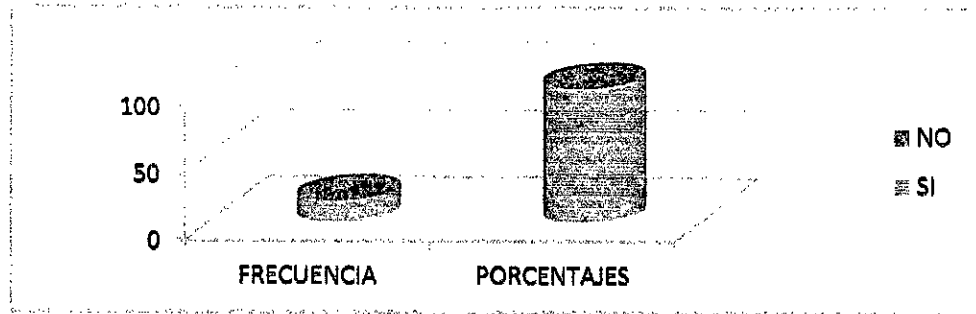 100
50
0
FRECUENCIA
PORCENTAJES
NO
SI